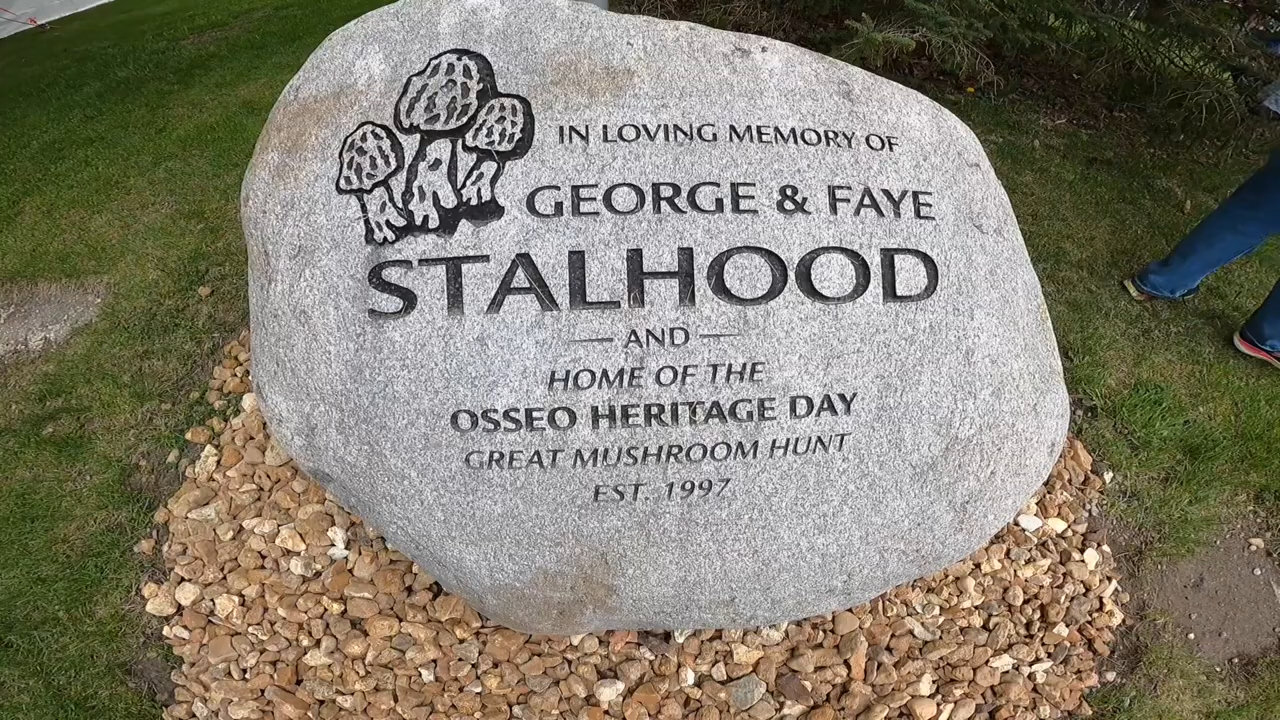 IN LOVING MEMORY OF
GEORGE & FAYE
STALHOOD
— AND —
HOME OF THE
OSSEO HERITAGE DAY
GREAT MUSHROOM HUNT
EST. 1997